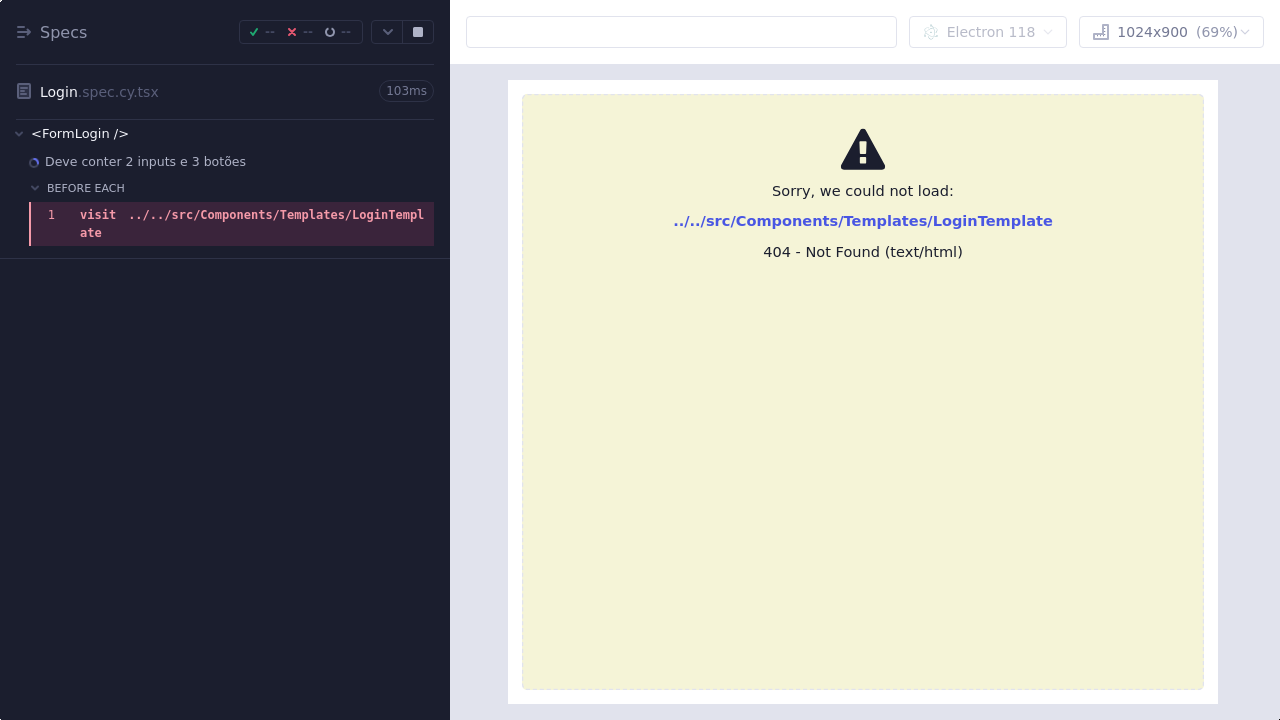 Specs
--
--
--
Login.spec.cy.tsx
103ms
<FormLogin />
Deve conter 2 inputs e 3 botões
BEFORE EACH
1 visit ../../src/Components/Templates/LoginTempl
ate
Electron 118
1024x900 (69%)
Sorry, we could not load:
../../src/Components/Templates/LoginTemplate
404 - Not Found (text/html)